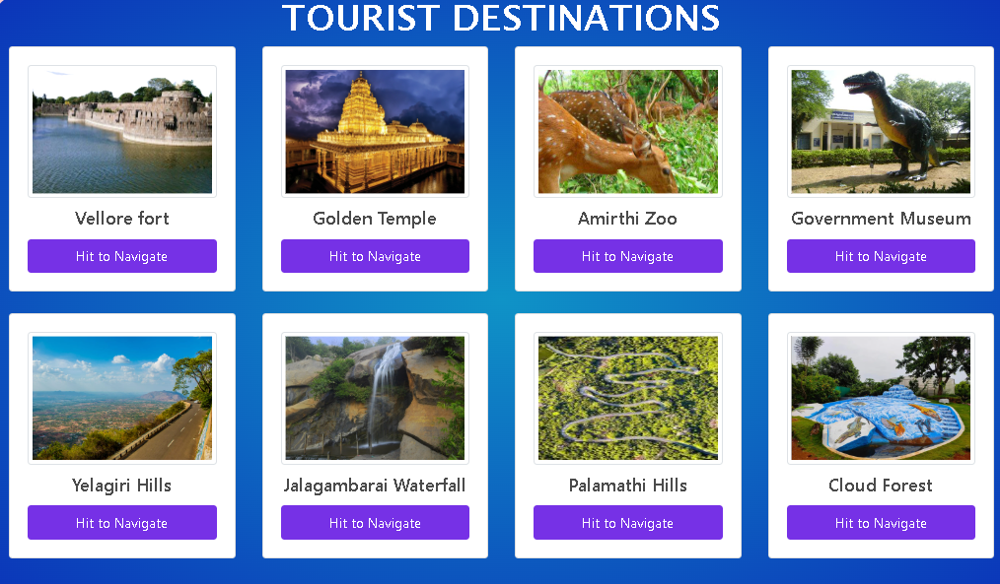 TOURIST DESTINATIONS
Vellore fort
Golden Temple
Amirthi Zoo
Government Museum
Hit to Navigate
Hit to Navigate
Hit to Navigate
Hit to Navigate
Yelagiri Hills
Jalagambarai Waterfall
Palamathi Hills
Cloud Forest
Hit to Navigate
Hit to Navigate
Hit to Navigate
Hit to Navigate